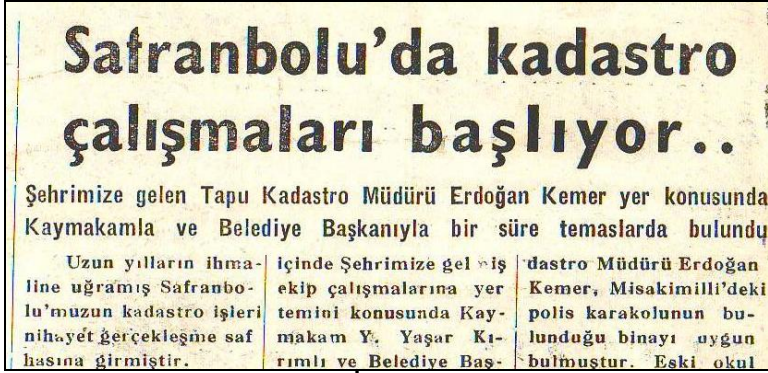 Safranbolu'da kadastro
çalışmaları başlıyor..
Şehrimize gelen Tapu Kadastro Müdürü Erdoğan Kemer yer konusunda
Kaymakamla ve Belediye Başkanıyla bir süre temaslarda bulundu
Uzun yılların ihma-
line uğramış Safranbo-
lu'muzun kadastro işleri
nihayet gerçekleşme saf
hasına girmiştir.
içinde Şehrimize gelmiş
ekip çalışmalarına yer
temini konusunda Kay-
makam Y. Yaşar Kı-
rımlı ve Belediye Baş-
dastro Müdürü Erdoğan
Kemer, Misakimilli'deki
polis karakolunun bu-
lunduğu binayı uygun
bulmuştur. Eski okul